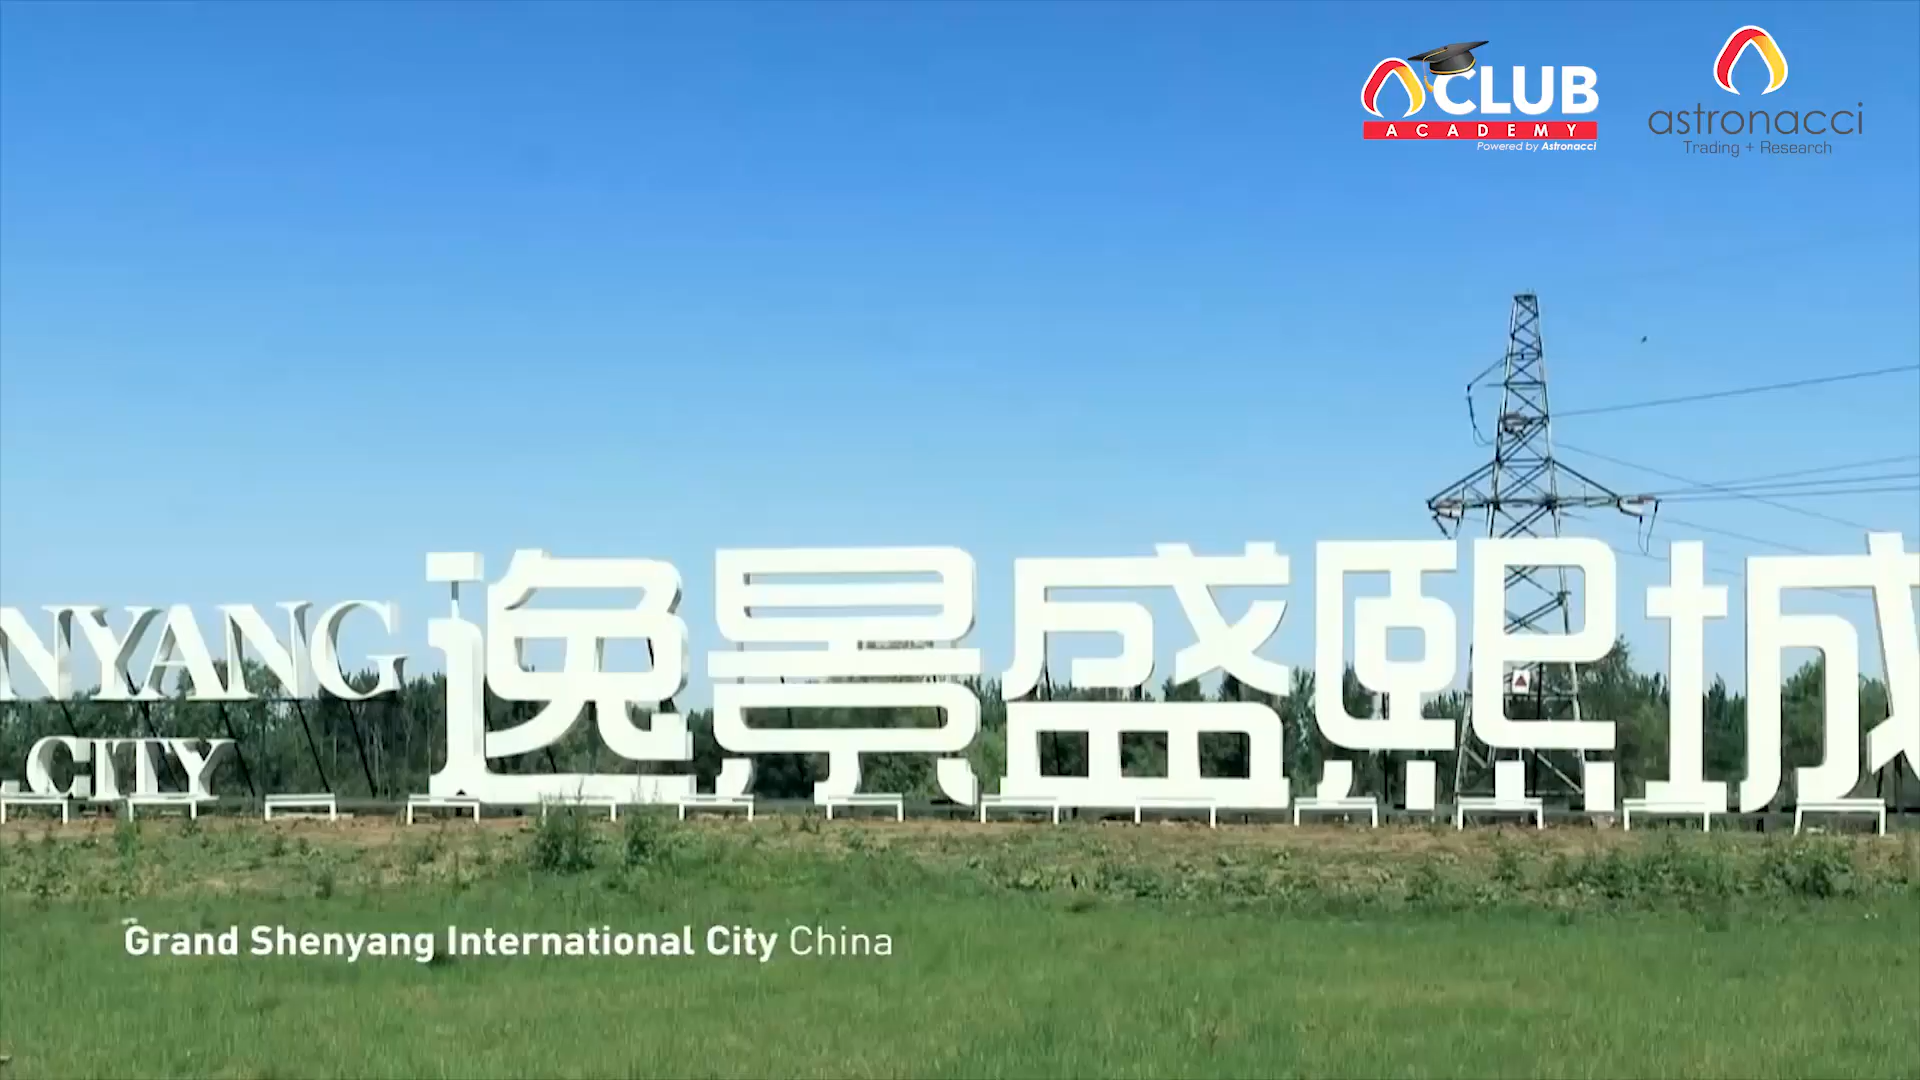 CLUB
ACADEMY
Powered by Astronacci
astronacci
Trading + Research
NYANG
CITY
逸景盛熙城
Grand Shenyang International City China